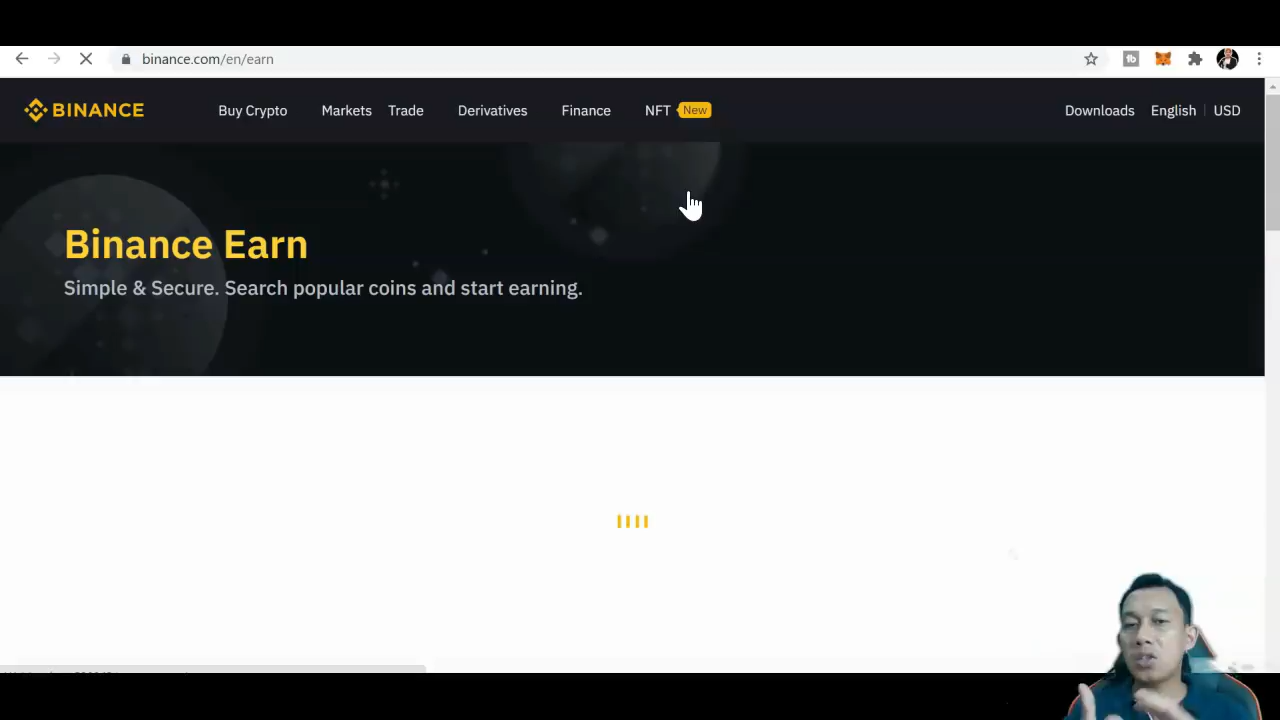 binance.com/en/earn
BINANCE
Buy Crypto Markets Trade Derivatives Finance NFT New Downloads English USD
Binance Earn
Simple & Secure. Search popular coins and start earning.